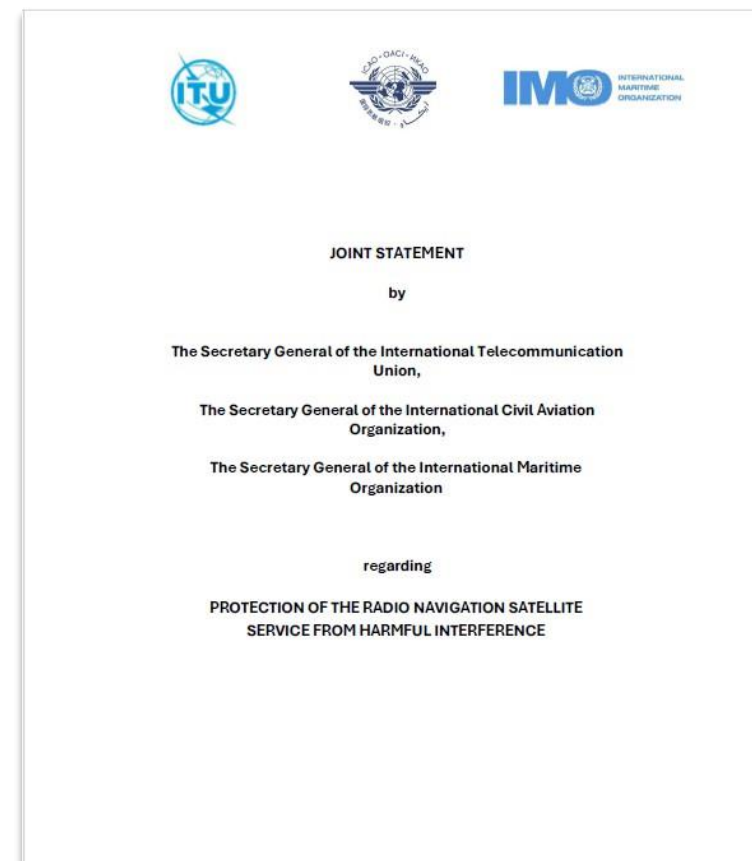 ITU
ICAO · OACI · ИКАО
IMO
INTERNATIONAL
MARITIME
ORGANIZATION
JOINT STATEMENT
by
The Secretary General of the International Telecommunication
Union,
The Secretary General of the International Civil Aviation
Organization,
The Secretary General of the International Maritime
Organization
regarding
PROTECTION OF THE RADIO NAVIGATION SATELLITE
SERVICE FROM HARMFUL INTERFERENCE